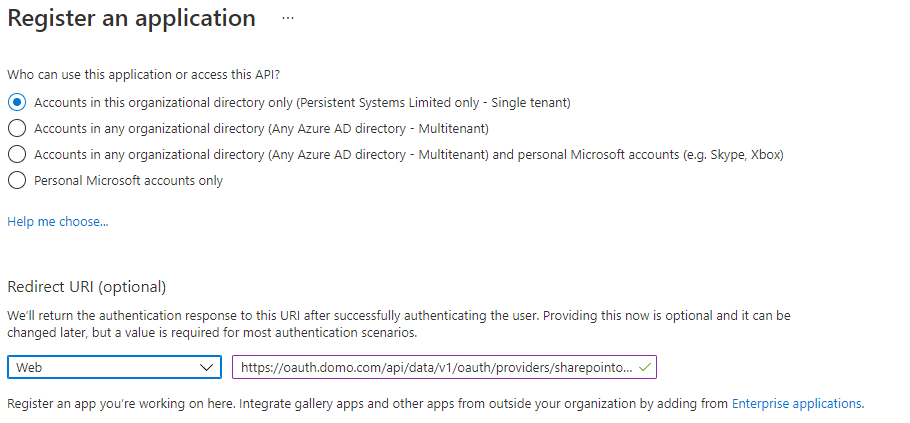 Register an application ...
Who can use this application or access this API?
Accounts in this organizational directory only (Persistent Systems Limited only - Single tenant)
Accounts in any organizational directory (Any Azure AD directory - Multitenant)
Accounts in any organizational directory (Any Azure AD directory - Multitenant) and personal Microsoft accounts (e.g. Skype, Xbox)
Personal Microsoft accounts only
Help me choose...
Redirect URI (optional)
We'll return the authentication response to this URI after successfully authenticating the user. Providing this now is optional and it can be
changed later, but a value is required for most authentication scenarios.
Web https://oauth.domo.com/api/data/v1/oauth/providers/sharepointo...
Register an app you're working on here. Integrate gallery apps and other apps from outside your organization by adding from Enterprise applications.